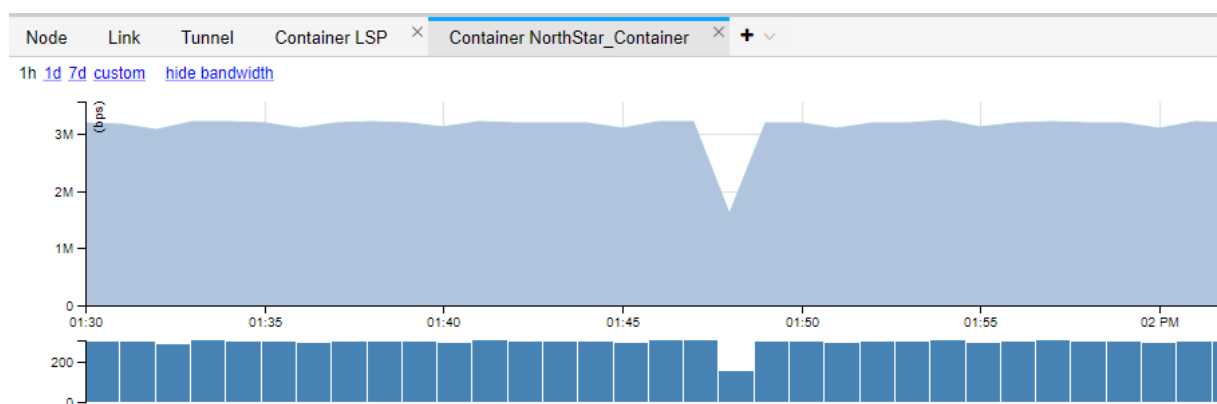 Node Link Tunnel Container LSP × Container NorthStar_Container × +
1h 1d 7d custom hide bandwidth
(bps)
3M
2M
1M
0
01:30 01:35 01:40 01:45 01:50 01:55 02 PM
200
0